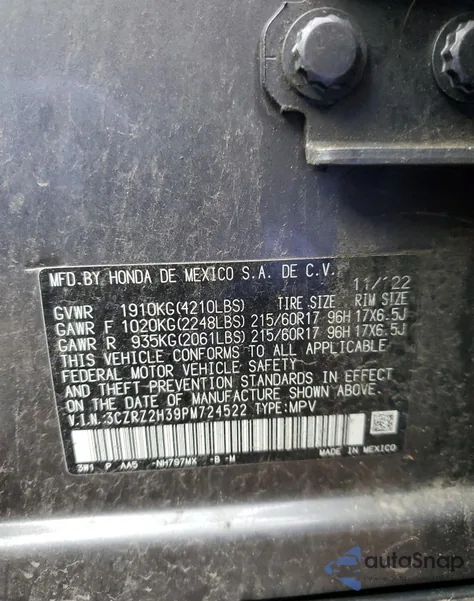 MFD.BY HONDA DE MEXICO S.A. DE C.V. 11/22
GVWR 1910KG(4210LBS) TIRE SIZE RIM SIZE
GAWR F 1020KG(2248LBS) 215/60R17 96H 17X6.5J
GAWR R 935KG(2061LBS) 215/60R17 96H 17X6.5J
THIS VEHICLE CONFORMS TO ALL APPLICABLE
FEDERAL MOTOR VEHICLE SAFETY
AND THEFT PREVENTION STANDARDS IN EFFECT
ON THE DATE OF MANUFACTURE SHOWN ABOVE.
V.I.N.:3CZRZ2H39PM724522 TYPE:MPV
3W1 P AA5 -NH797MX -B -M MADE IN MEXICO
autoSnap